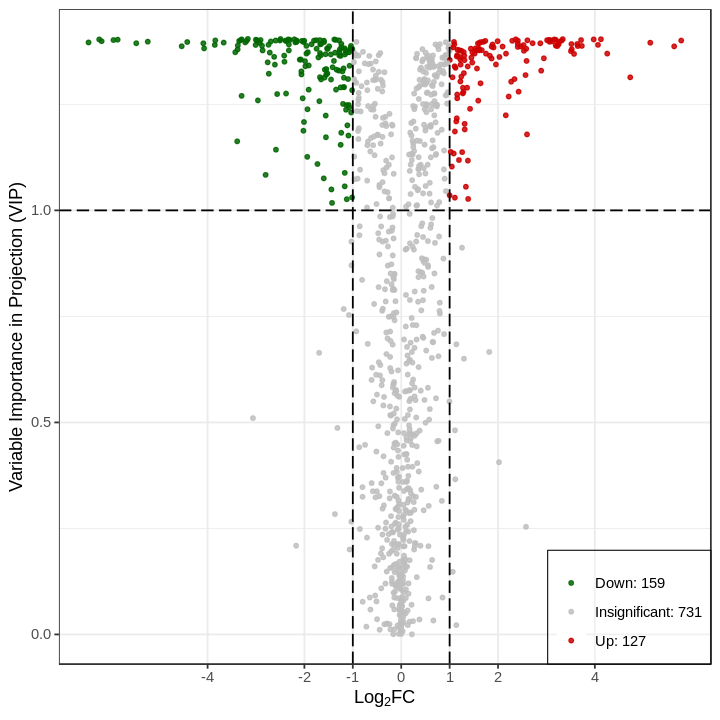 Variable Importance in Projection (VIP)
1.0
0.5
0.0
Down: 159
Insignificant: 731
Up: 127
-4
-2
-1
0
1
2
4
Log₂FC